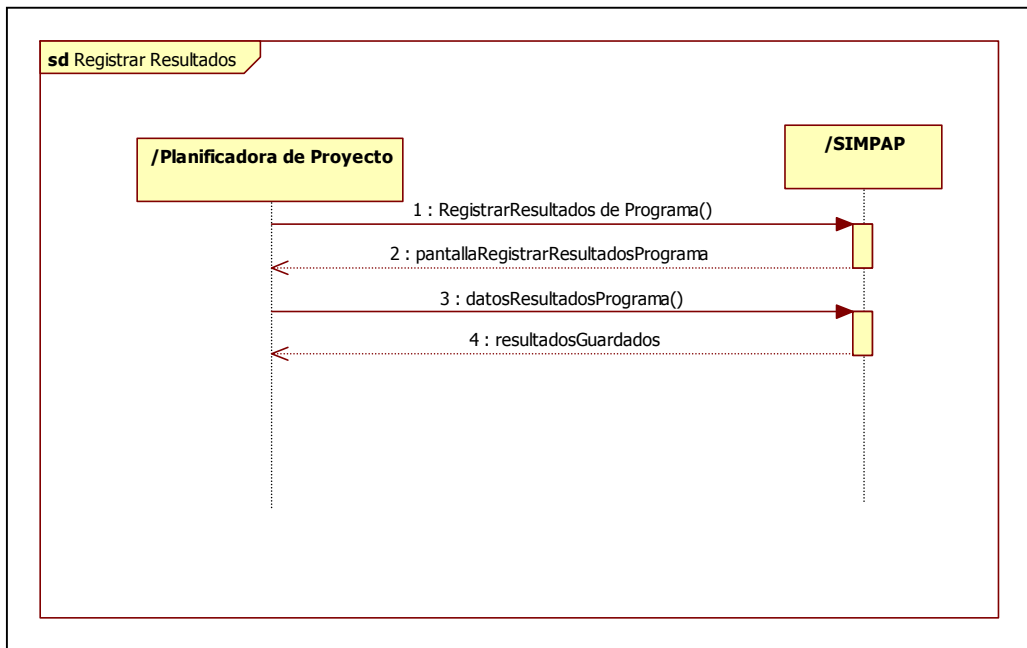 sd Registrar Resultados
/Planificadora de Proyecto
/SIMPAP
1 : RegistrarResultados de Programa()
2 : pantallaRegistrarResultadosPrograma
3 : datosResultadosPrograma()
4 : resultadosGuardados